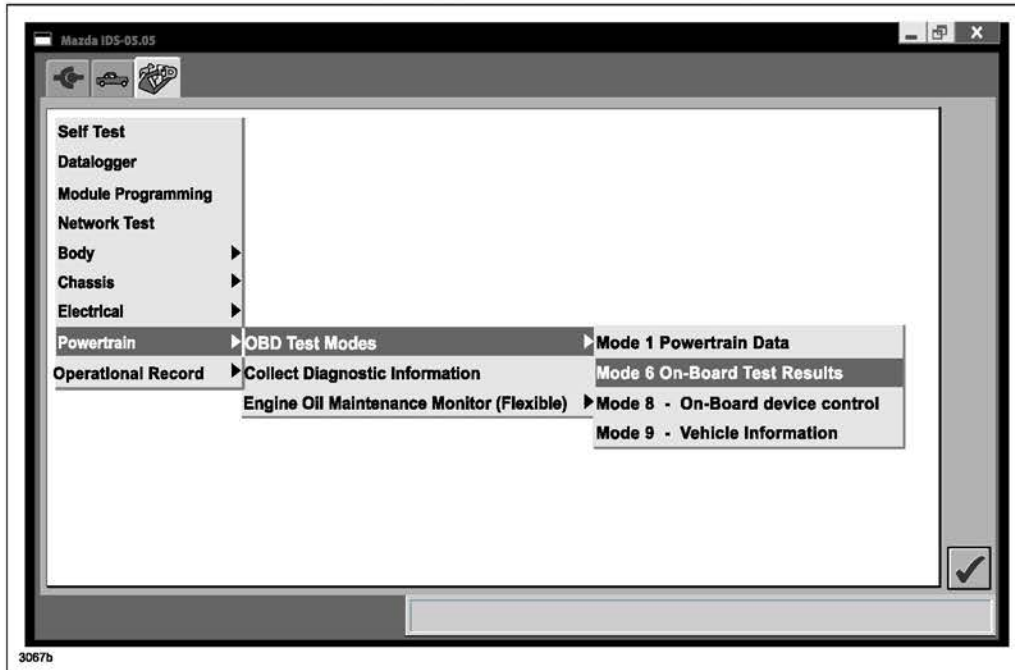 Mazda IDS-05.05
Self Test
Datalogger
Module Programming
Network Test
Body
Chassis
Electrical
Powertrain
Operational Record
OBD Test Modes
Collect Diagnostic Information
Engine Oil Maintenance Monitor (Flexible)
Mode 1 Powertrain Data
Mode 6 On-Board Test Results
Mode 8 - On-Board device control
Mode 9 - Vehicle Information
3067b